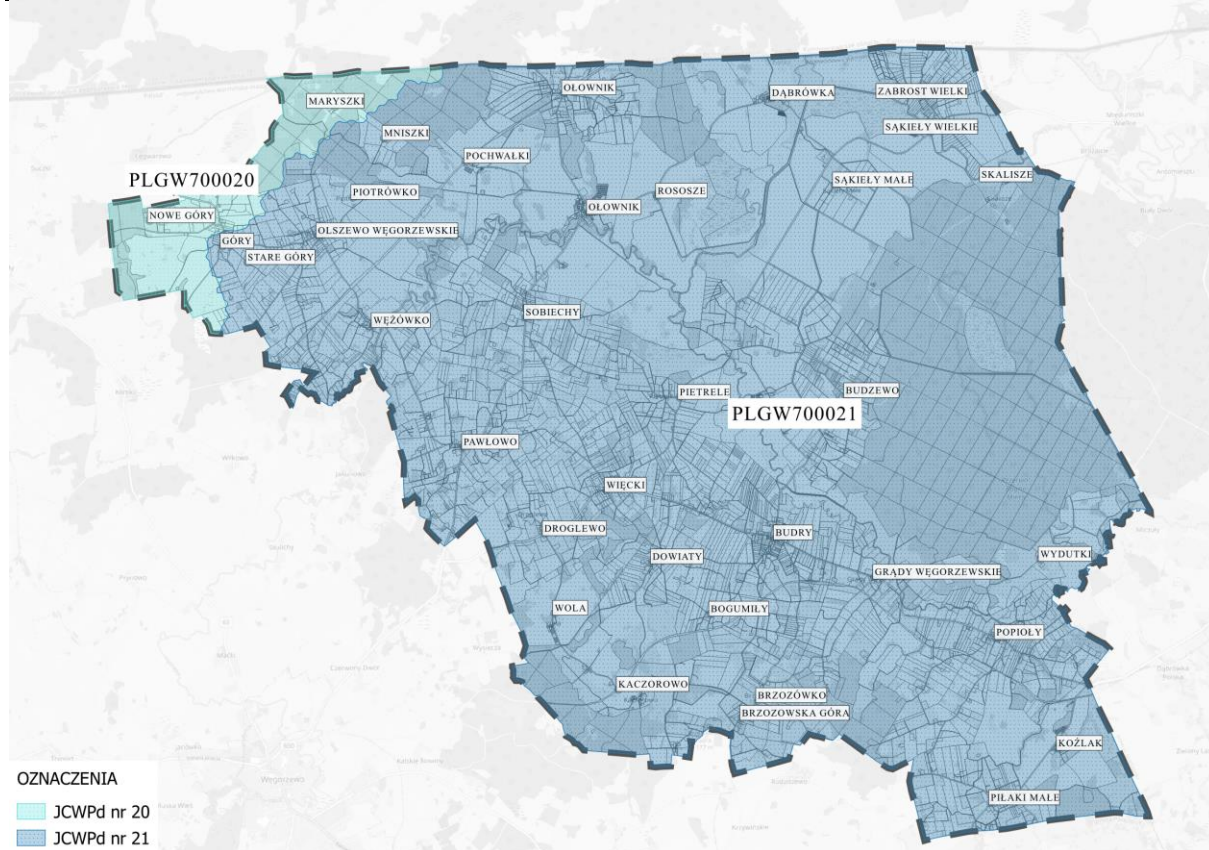 MARYSZKI
OŁOWNIK
DĄBRÓWKA
ZABROST WIELKI
SĄKIEŁY WIELKIE
MNISZKI
POCHWAŁKI
PLGW700020
PIOTRÓWKO
ROSOSZE
SĄKIEŁY MAŁE
SKALISZE
NOWE GÓRY
OŁOWNIK
GÓRY
OLSZEWO WĘGORZEWSKIE
STARE GÓRY
WĘŻÓWKO
SOBIECHY
PIETRELE
BUDZEWO
PLGW700021
PAWŁOWO
WIĘCKI
DROGLEWO
BUDRY
DOWIATY
WYDUTKI
GRĄDY WĘGORZEWSKIE
WOLA
BOGUMIŁY
POPIOŁY
KACZOROWO
BRZOZÓWKO
BRZOZOWSKA GÓRA
KOŹLAK
Węgorzewo
PIŁAKI MAŁE
OZNACZENIA
JCWPd nr 20
JCWPd nr 21